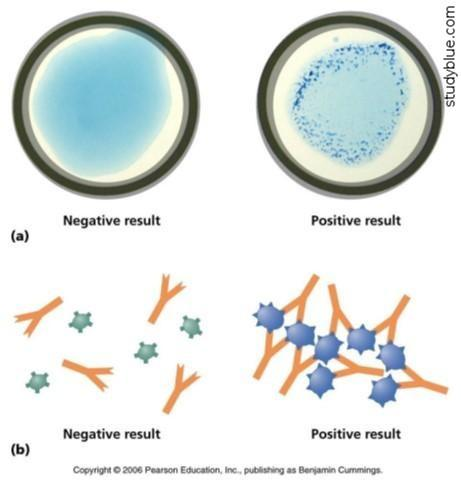 studyblue.com
Negative result
Positive result
(a)
Negative result
Positive result
(b)
Copyright © 2006 Pearson Education, Inc., publishing as Benjamin Cummings.